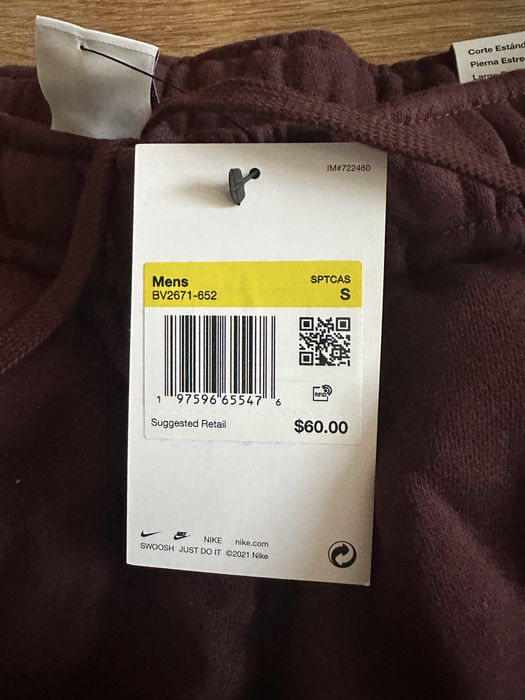 Corte Estánd
Pierna Estre
IM#722460
Mens
SPTCAS
BV2671-652
S
1 97596 65547 6
RFID
Suggested Retail
$60.00
NIKE nike.com
SWOOSH JUST DO IT ©2021 Nike